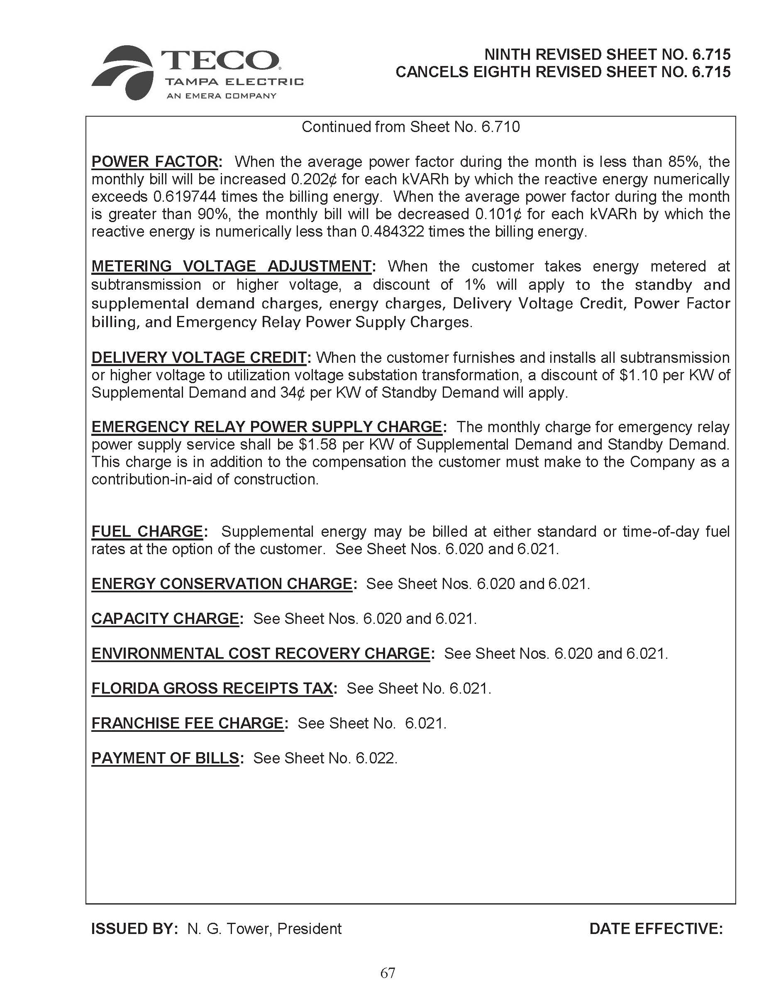 TECO®
TAMPA ELECTRIC
AN EMERA COMPANY
NINTH REVISED SHEET NO. 6.715
CANCELS EIGHTH REVISED SHEET NO. 6.715
Continued from Sheet No. 6.710
POWER FACTOR: When the average power factor during the month is less than 85%, the
monthly bill will be increased 0.202¢ for each kVARh by which the reactive energy numerically
exceeds 0.619744 times the billing energy. When the average power factor during the month
is greater than 90%, the monthly bill will be decreased 0.101¢ for each kVARh by which the
reactive energy is numerically less than 0.484322 times the billing energy.
METERING VOLTAGE ADJUSTMENT: When the customer takes energy metered at
subtransmission or higher voltage, a discount of 1% will apply to the standby and
supplemental demand charges, energy charges, Delivery Voltage Credit, Power Factor
billing, and Emergency Relay Power Supply Charges.
DELIVERY VOLTAGE CREDIT: When the customer furnishes and installs all subtransmission
or higher voltage to utilization voltage substation transformation, a discount of $1.10 per KW of
Supplemental Demand and 34¢ per KW of Standby Demand will apply.
EMERGENCY RELAY POWER SUPPLY CHARGE: The monthly charge for emergency relay
power supply service shall be $1.58 per KW of Supplemental Demand and Standby Demand.
This charge is in addition to the compensation the customer must make to the Company as a
contribution-in-aid of construction.
FUEL CHARGE: Supplemental energy may be billed at either standard or time-of-day fuel
rates at the option of the customer. See Sheet Nos. 6.020 and 6.021.
ENERGY CONSERVATION CHARGE: See Sheet Nos. 6.020 and 6.021.
CAPACITY CHARGE: See Sheet Nos. 6.020 and 6.021.
ENVIRONMENTAL COST RECOVERY CHARGE: See Sheet Nos. 6.020 and 6.021.
FLORIDA GROSS RECEIPTS TAX: See Sheet No. 6.021.
FRANCHISE FEE CHARGE: See Sheet No. 6.021.
PAYMENT OF BILLS: See Sheet No. 6.022.
ISSUED BY: N. G. Tower, President
DATE EFFECTIVE:
67